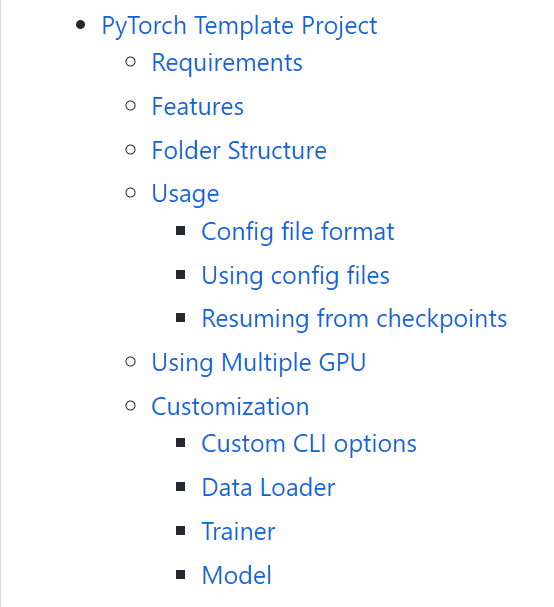 PyTorch Template Project
Requirements
Features
Folder Structure
Usage
Config file format
Using config files
Resuming from checkpoints
Using Multiple GPU
Customization
Custom CLI options
Data Loader
Trainer
Model